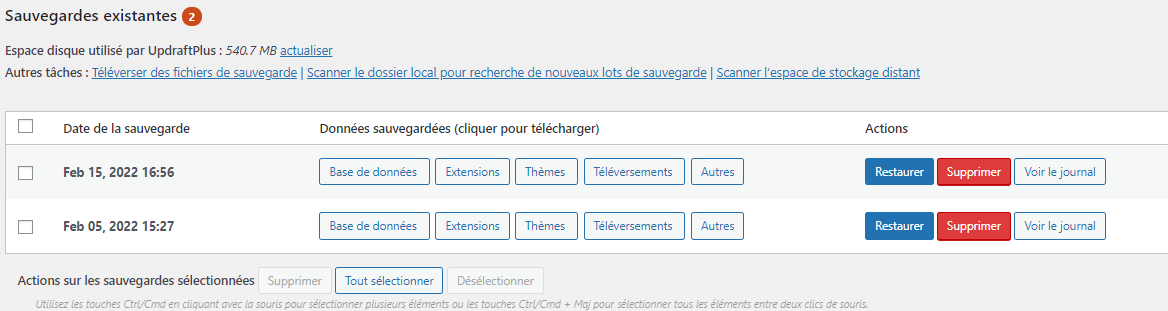 Sauvegardes existantes 2
Espace disque utilisé par UpdraftPlus : 540.7 MB actualiser
Autres tâches : Téléverser des fichiers de sauvegarde | Scanner le dossier local pour recherche de nouveaux lots de sauvegarde | Scanner l'espace de stockage distant
Date de la sauvegarde Données sauvegardées (cliquer pour télécharger) Actions
Feb 15, 2022 16:56 Base de données Extensions Thèmes Téléversements Autres Restaurer Supprimer Voir le journal
Feb 05, 2022 15:27 Base de données Extensions Thèmes Téléversements Autres Restaurer Supprimer Voir le journal
Actions sur les sauvegardes sélectionnées Supprimer Tout sélectionner Désélectionner
Utilisez les touches Ctrl/Cmd en cliquant avec la souris pour sélectionner plusieurs éléments ou les touches Ctrl/Cmd + Maj pour sélectionner tous les éléments entre deux clics de souris.